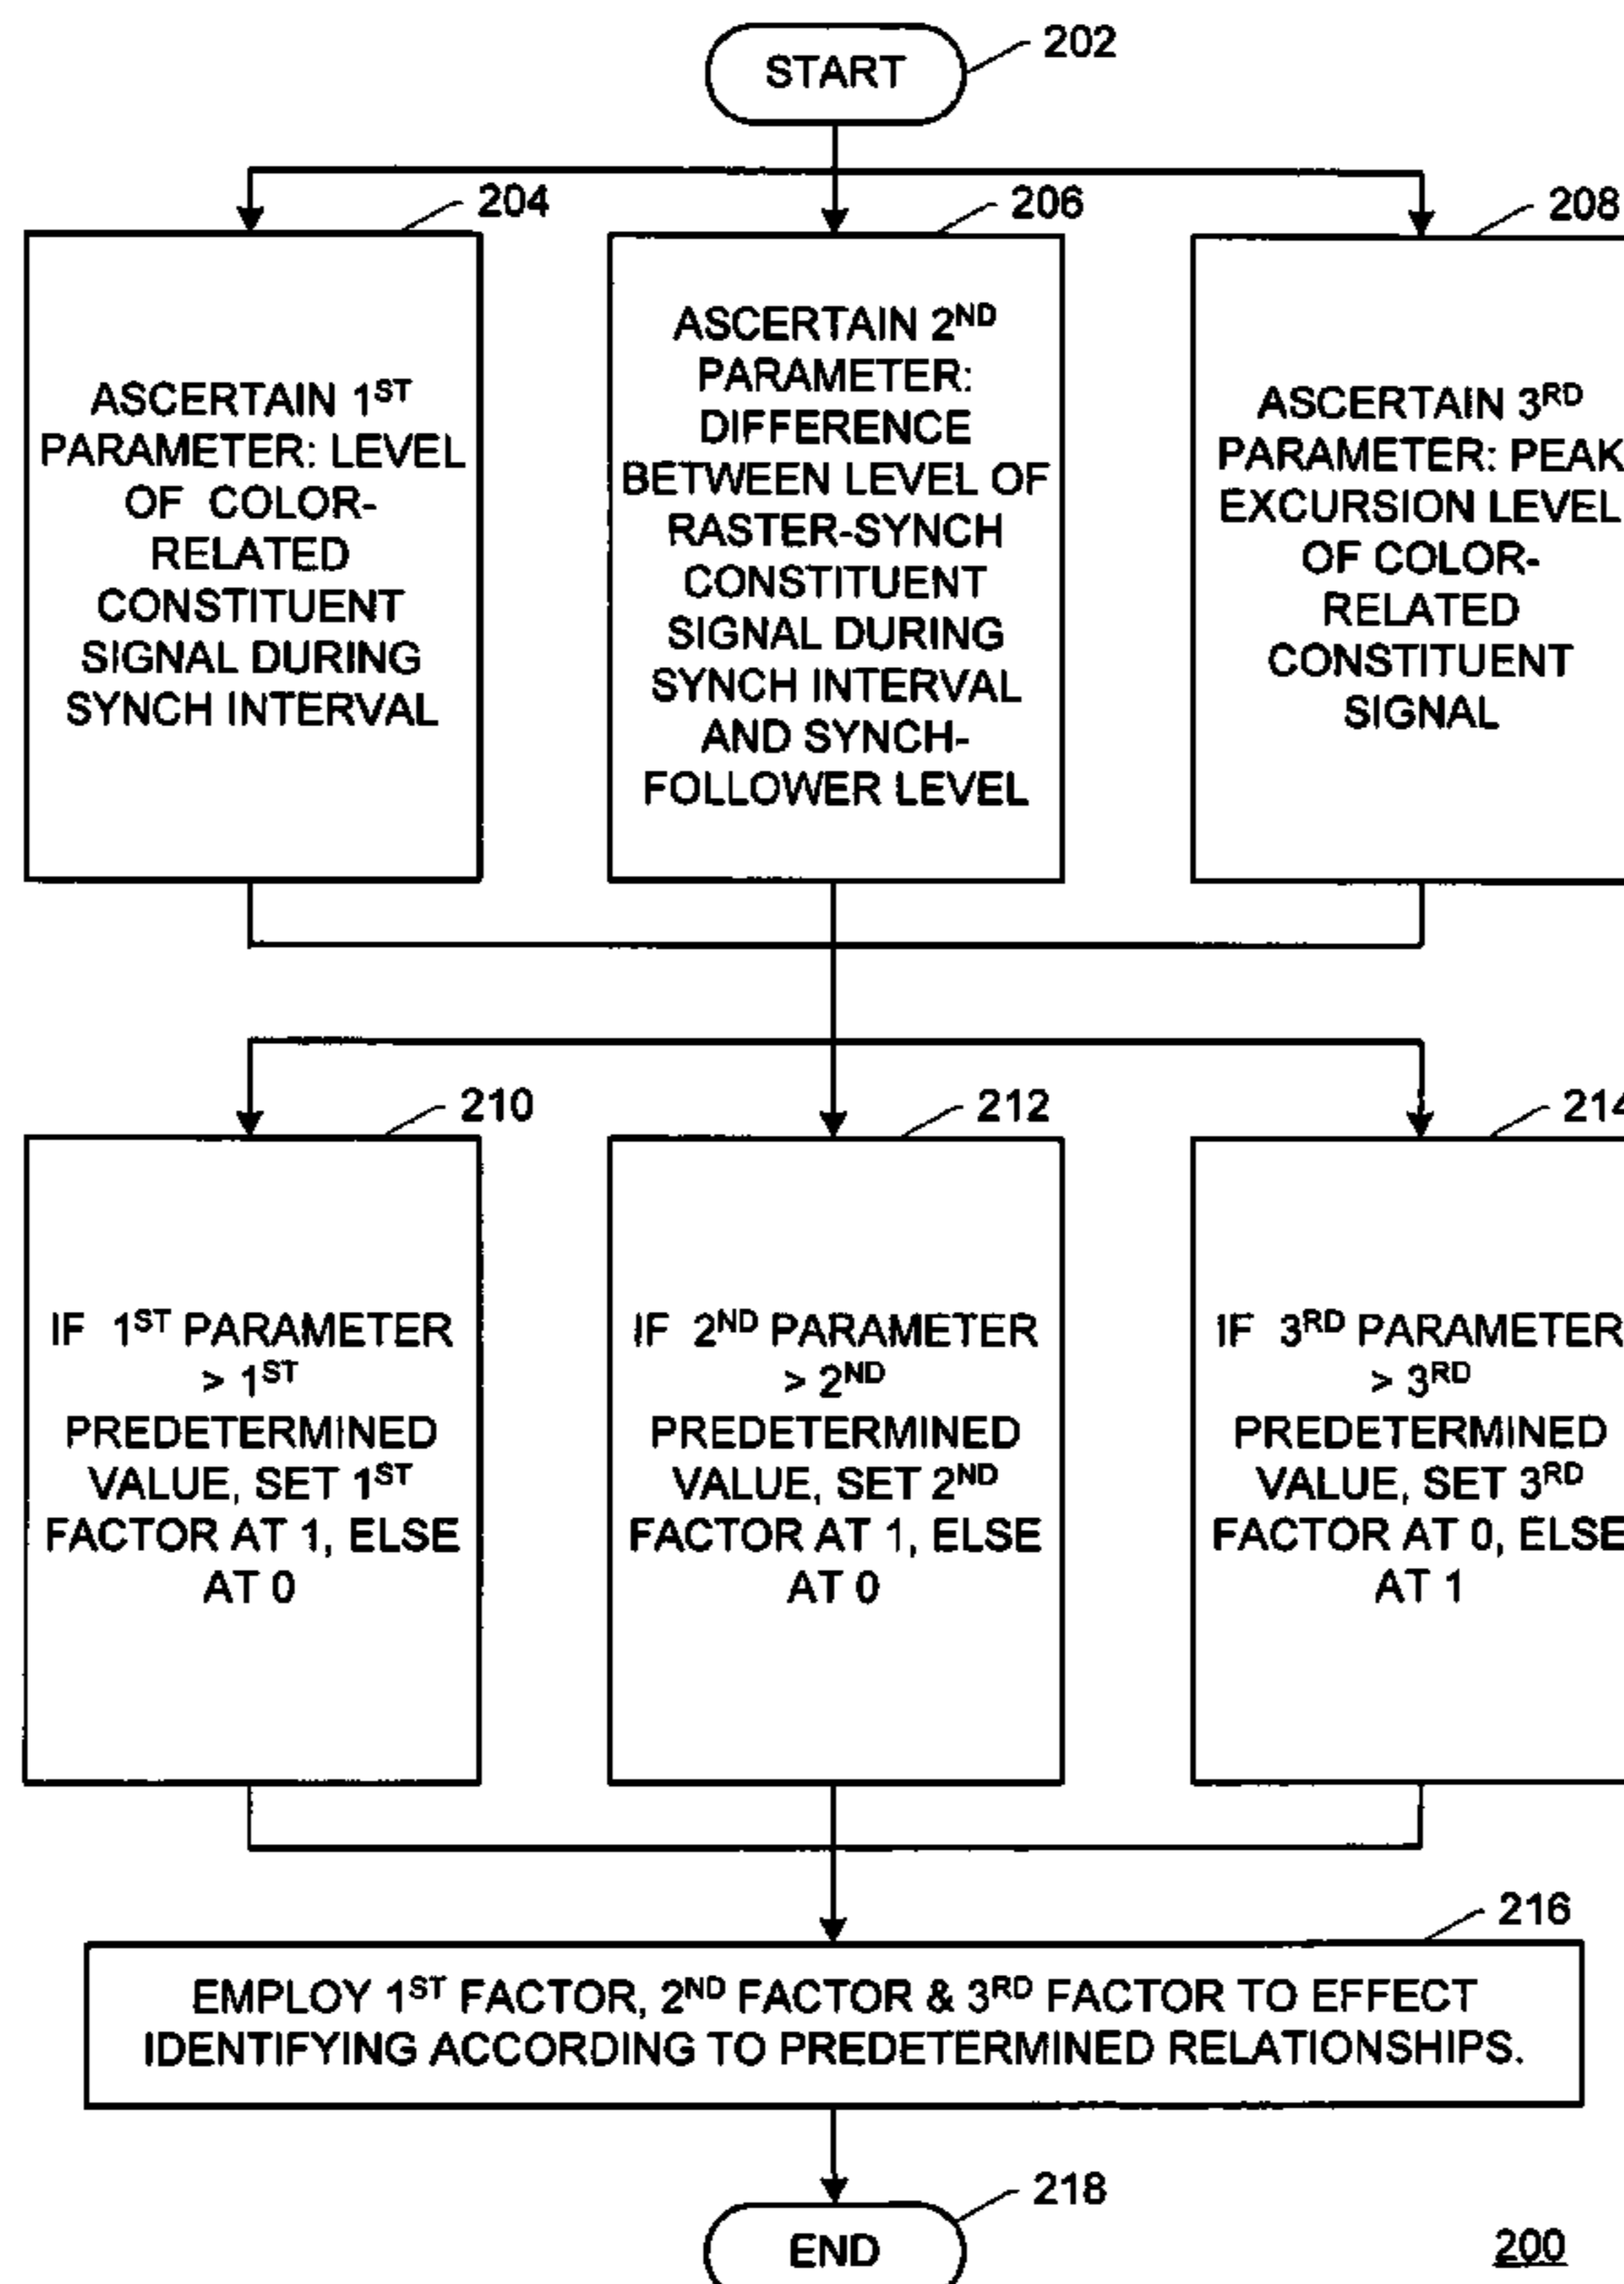 START
202
204
206
208
ASCERTAIN 1ST
PARAMETER: LEVEL
OF COLOR-
RELATED
CONSTITUENT
SIGNAL DURING
SYNCH INTERVAL
ASCERTAIN 2ND
PARAMETER:
DIFFERENCE
BETWEEN LEVEL OF
RASTER-SYNCH
CONSTITUENT
SIGNAL DURING
SYNCH INTERVAL
AND SYNCH-
FOLLOWER LEVEL
ASCERTAIN 3RD
PARAMETER: PEAK
EXCURSION LEVEL
OF COLOR-
RELATED
CONSTITUENT
SIGNAL
210
212
214
IF 1ST PARAMETER
> 1ST
PREDETERMINED
VALUE, SET 1ST
FACTOR AT 1, ELSE
AT 0
IF 2ND PARAMETER
> 2ND
PREDETERMINED
VALUE, SET 2ND
FACTOR AT 1, ELSE
AT 0
IF 3RD PARAMETER
> 3RD
PREDETERMINED
VALUE, SET 3RD
FACTOR AT 0, ELSE
AT 1
216
EMPLOY 1ST FACTOR, 2ND FACTOR & 3RD FACTOR TO EFFECT
IDENTIFYING ACCORDING TO PREDETERMINED RELATIONSHIPS.
218
END
200